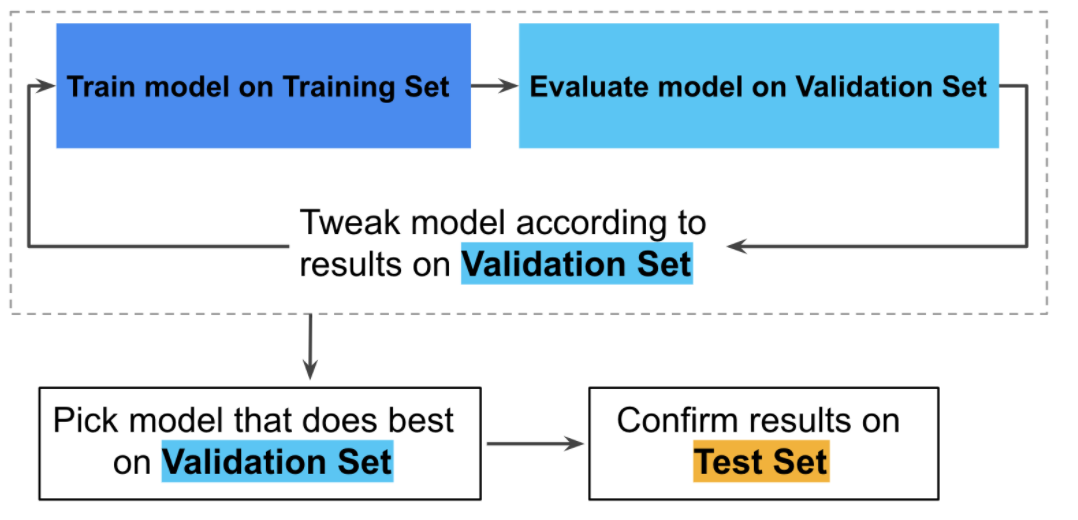 Train model on Training Set
Evaluate model on Validation Set
Tweak model according to
results on Validation Set
Pick model that does best
on Validation Set
Confirm results on
Test Set